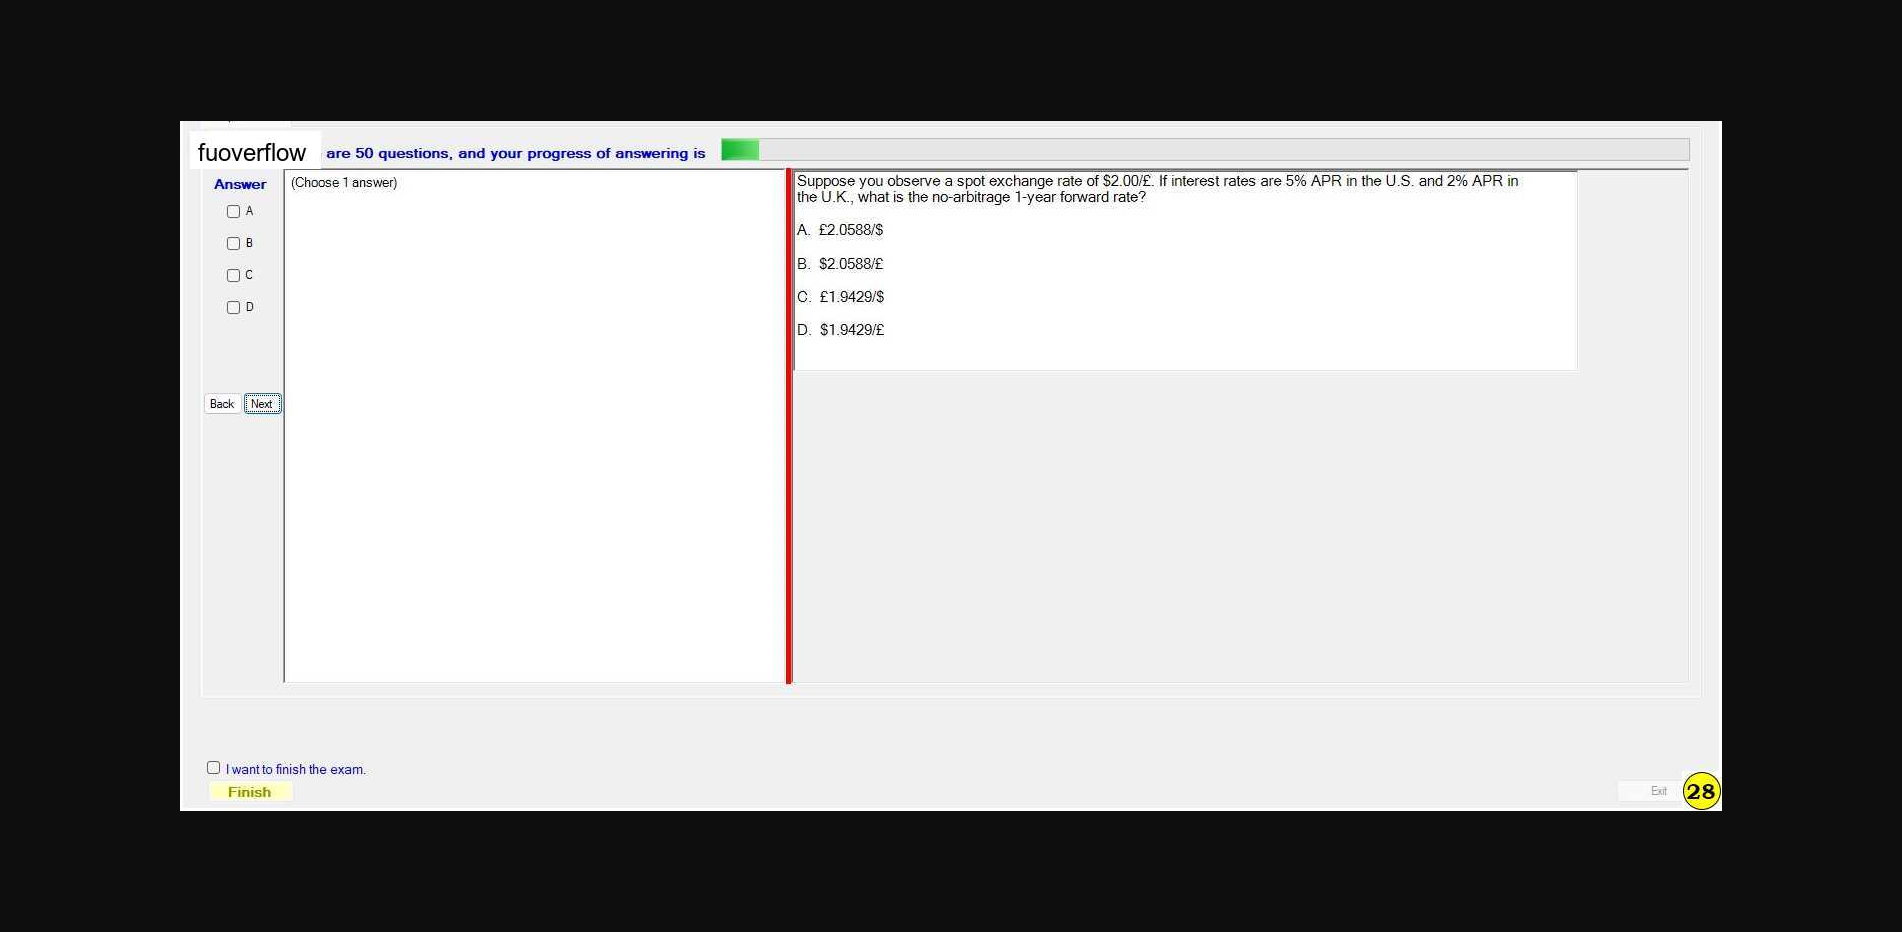 fuoverflow are 50 questions, and your progress of answering is
Answer
(Choose 1 answer)
A
B
C
D
Back Next
Suppose you observe a spot exchange rate of $2.00/£. If interest rates are 5% APR in the U.S. and 2% APR in
the U.K., what is the no-arbitrage 1-year forward rate?
A. £2.0588/$
B. $2.0588/£
C. £1.9429/$
D. $1.9429/£
I want to finish the exam.
Finish
Exit
28